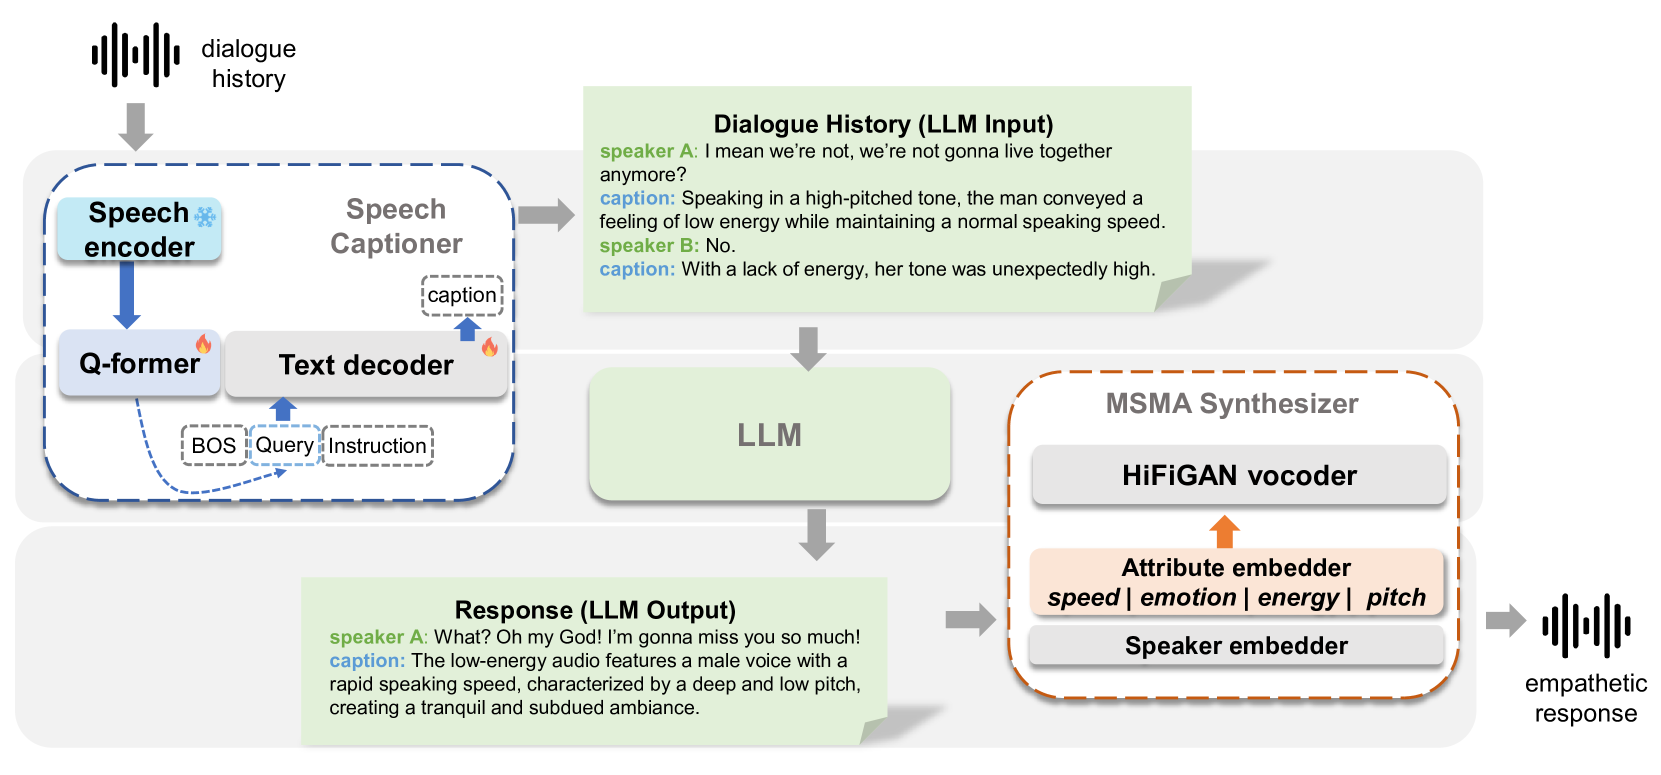 dialogue
history
Speech
encoder
Speech
Captioner
caption
Q-former
Text decoder
BOS
Query
Instruction
Dialogue History (LLM Input)
speaker A: I mean we're not, we're not gonna live together
anymore?
caption: Speaking in a high-pitched tone, the man conveyed a
feeling of low energy while maintaining a normal speaking speed.
speaker B: No.
caption: With a lack of energy, her tone was unexpectedly high.
LLM
Response (LLM Output)
speaker A: What? Oh my God! I'm gonna miss you so much!
caption: The low-energy audio features a male voice with a
rapid speaking speed, characterized by a deep and low pitch,
creating a tranquil and subdued ambiance.
MSMA Synthesizer
HiFiGAN vocoder
Attribute embedder
speed | emotion | energy | pitch
Speaker embedder
empathetic
response